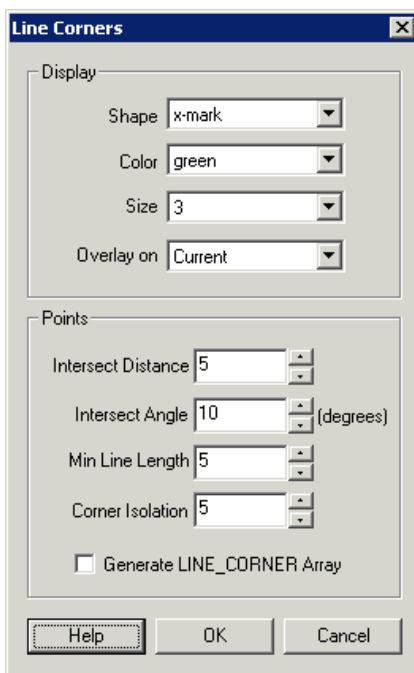 Line Corners
Display
Shape x-mark
Color green
Size 3
Overlay on Current
Points
Intersect Distance 5
Intersect Angle 10 (degrees)
Min Line Length 5
Corner Isolation 5
Generate LINE_CORNER Array
Help OK Cancel